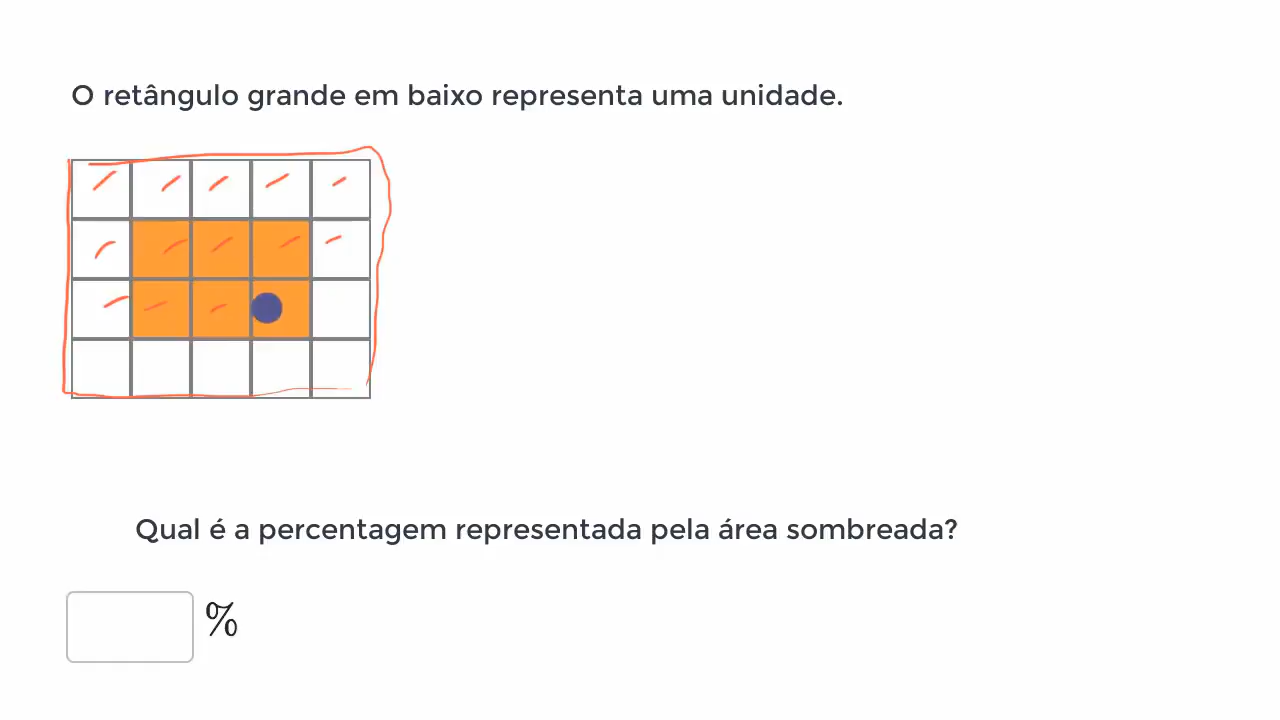 O retângulo grande em baixo representa uma unidade.
Qual é a percentagem representada pela área sombreada?
%